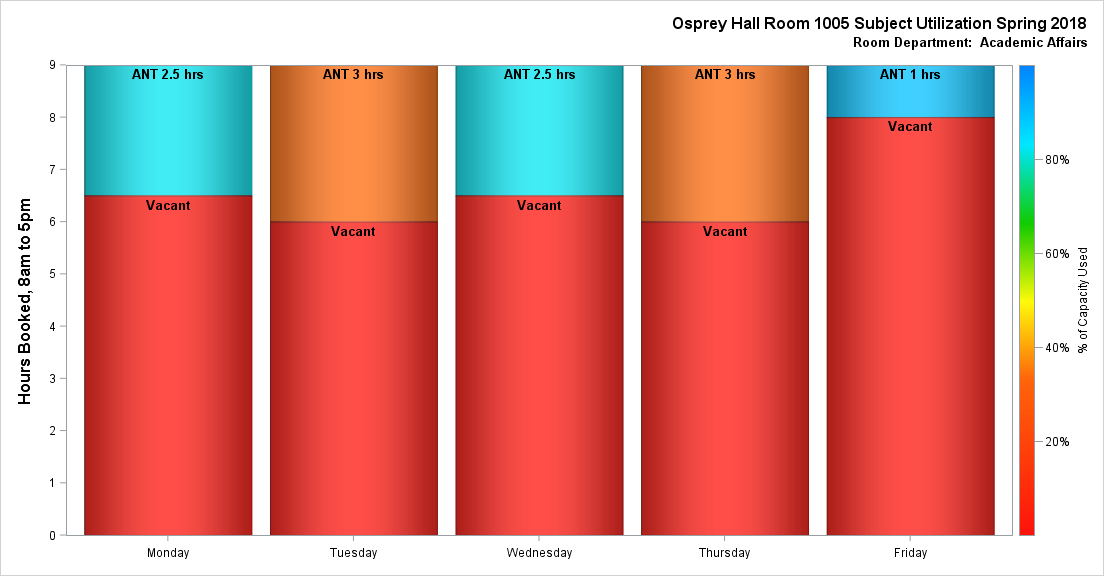 Osprey Hall Room 1005 Subject Utilization Spring 2018
Room Department:  Academic Affairs
Hours Booked, 8am to 5pm
9
8
7
6
5
4
3
2
1
0
ANT 2.5 hrs
Vacant
ANT 3 hrs
Vacant
ANT 2.5 hrs
Vacant
ANT 3 hrs
Vacant
ANT 1 hrs
Vacant
Monday
Tuesday
Wednesday
Thursday
Friday
80%
60%
40%
20%
% of Capacity Used